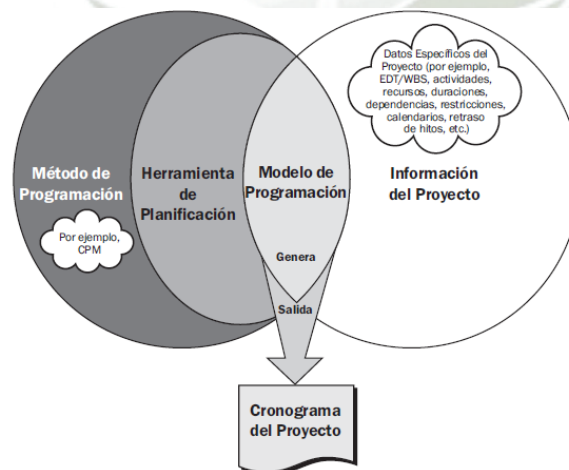 Datos Específicos del
Proyecto (por ejemplo,
EDT/WBS, actividades,
recursos, duraciones,
dependencias, restricciones,
calendarios, retraso
de hitos, etc.)
Método de
Programación
Por ejemplo,
CPM
Herramienta
de
Planificación
Modelo de
Programación
Información
del Proyecto
Genera
Salida
Cronograma
del Proyecto